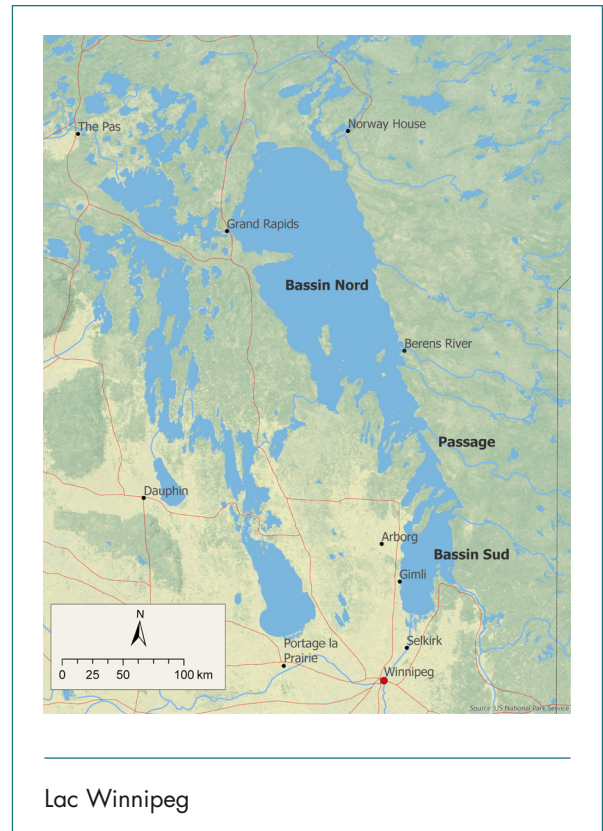 The Pas
Norway House
Grand Rapids
Bassin Nord
Berens River
Passage
Dauphin
Arborg
Bassin Sud
Gimli
N
0 25 50 100 km
Portage la
Prairie
Selkirk
Winnipeg
Source: US National Park Service
Lac Winnipeg